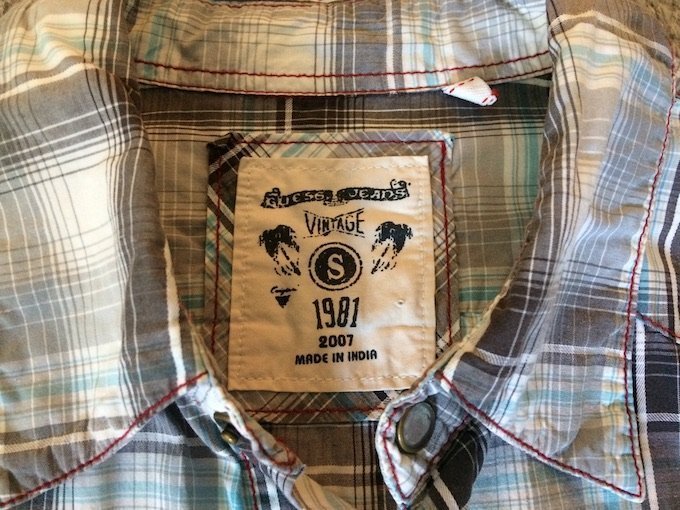 GUESS JEANS
VINTAGE
S
1981
2007
MADE IN INDIA